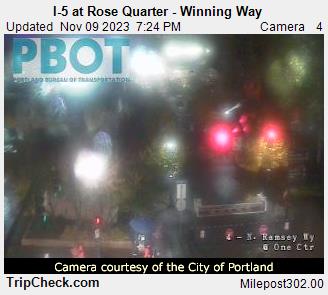 I-5 at Rose Quarter - Winning Way
Updated Nov 09 2023 7:24 PM Camera 4
PBOT
PORTLAND BUREAU OF TRANSPORTATION
4 - N. Ramsey Wy
@ One Ctr
Camera courtesy of the City of Portland
TripCheck.com Milepost302.00